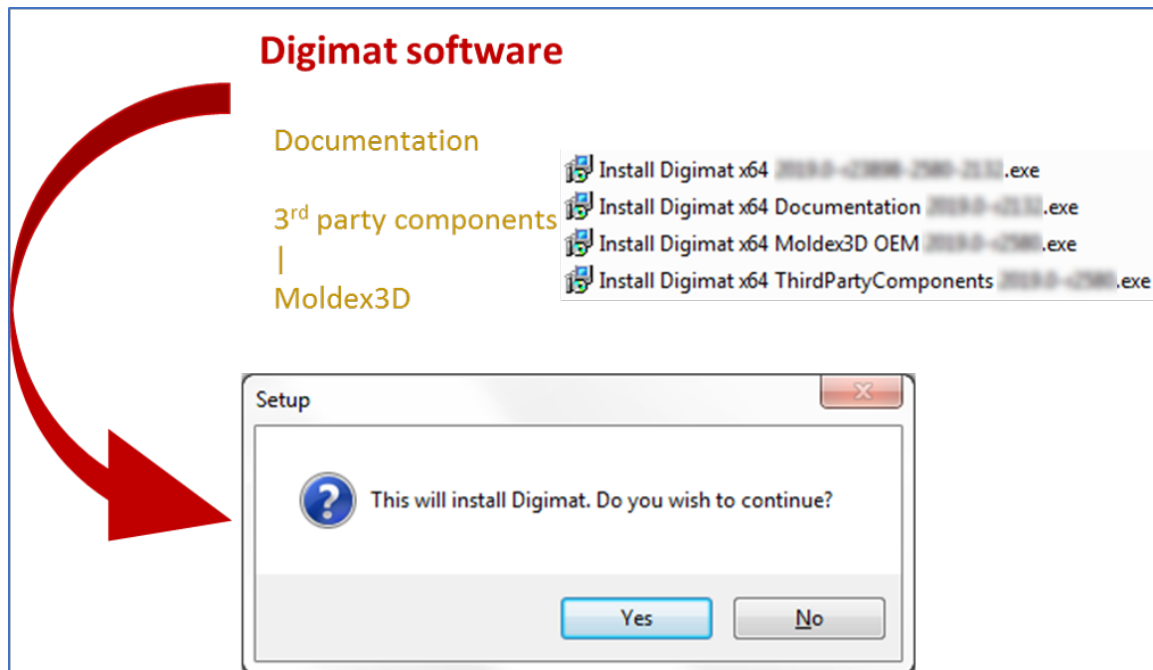 Digimat software
Documentation
3rd party components
|
Moldex3D
Install Digimat x64 .exe
Install Digimat x64 Documentation .exe
Install Digimat x64 Moldex3D OEM .exe
Install Digimat x64 ThirdPartyComponents .exe
Setup
This will install Digimat. Do you wish to continue?
Yes
No